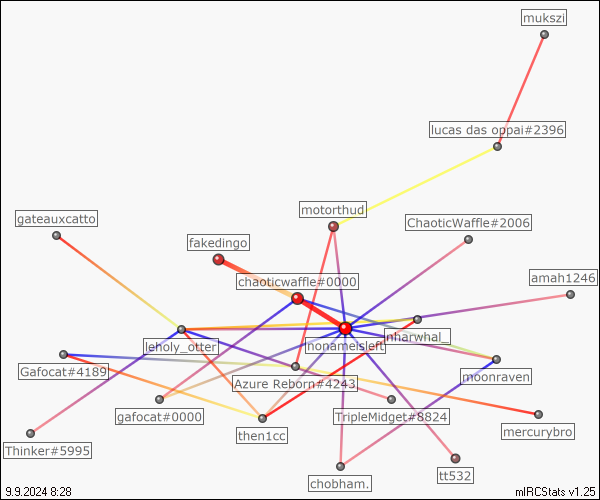 mukszi
lucas das oppai#2396
motorthud
gateauxcatto
ChaoticWaffle#2006
fakedingo
chaoticwaffle#0000
amah1246
nharwhal_
leholy_otter
nonameisleft
Gafocat#4189
moonraven
Azure Reborn#4243
gafocat#0000
TripleMidget#8824
then1cc
mercurybro
Thinker#5995
tt532
chobham.
9.9.2024 8:28
mIRCStats v1.25